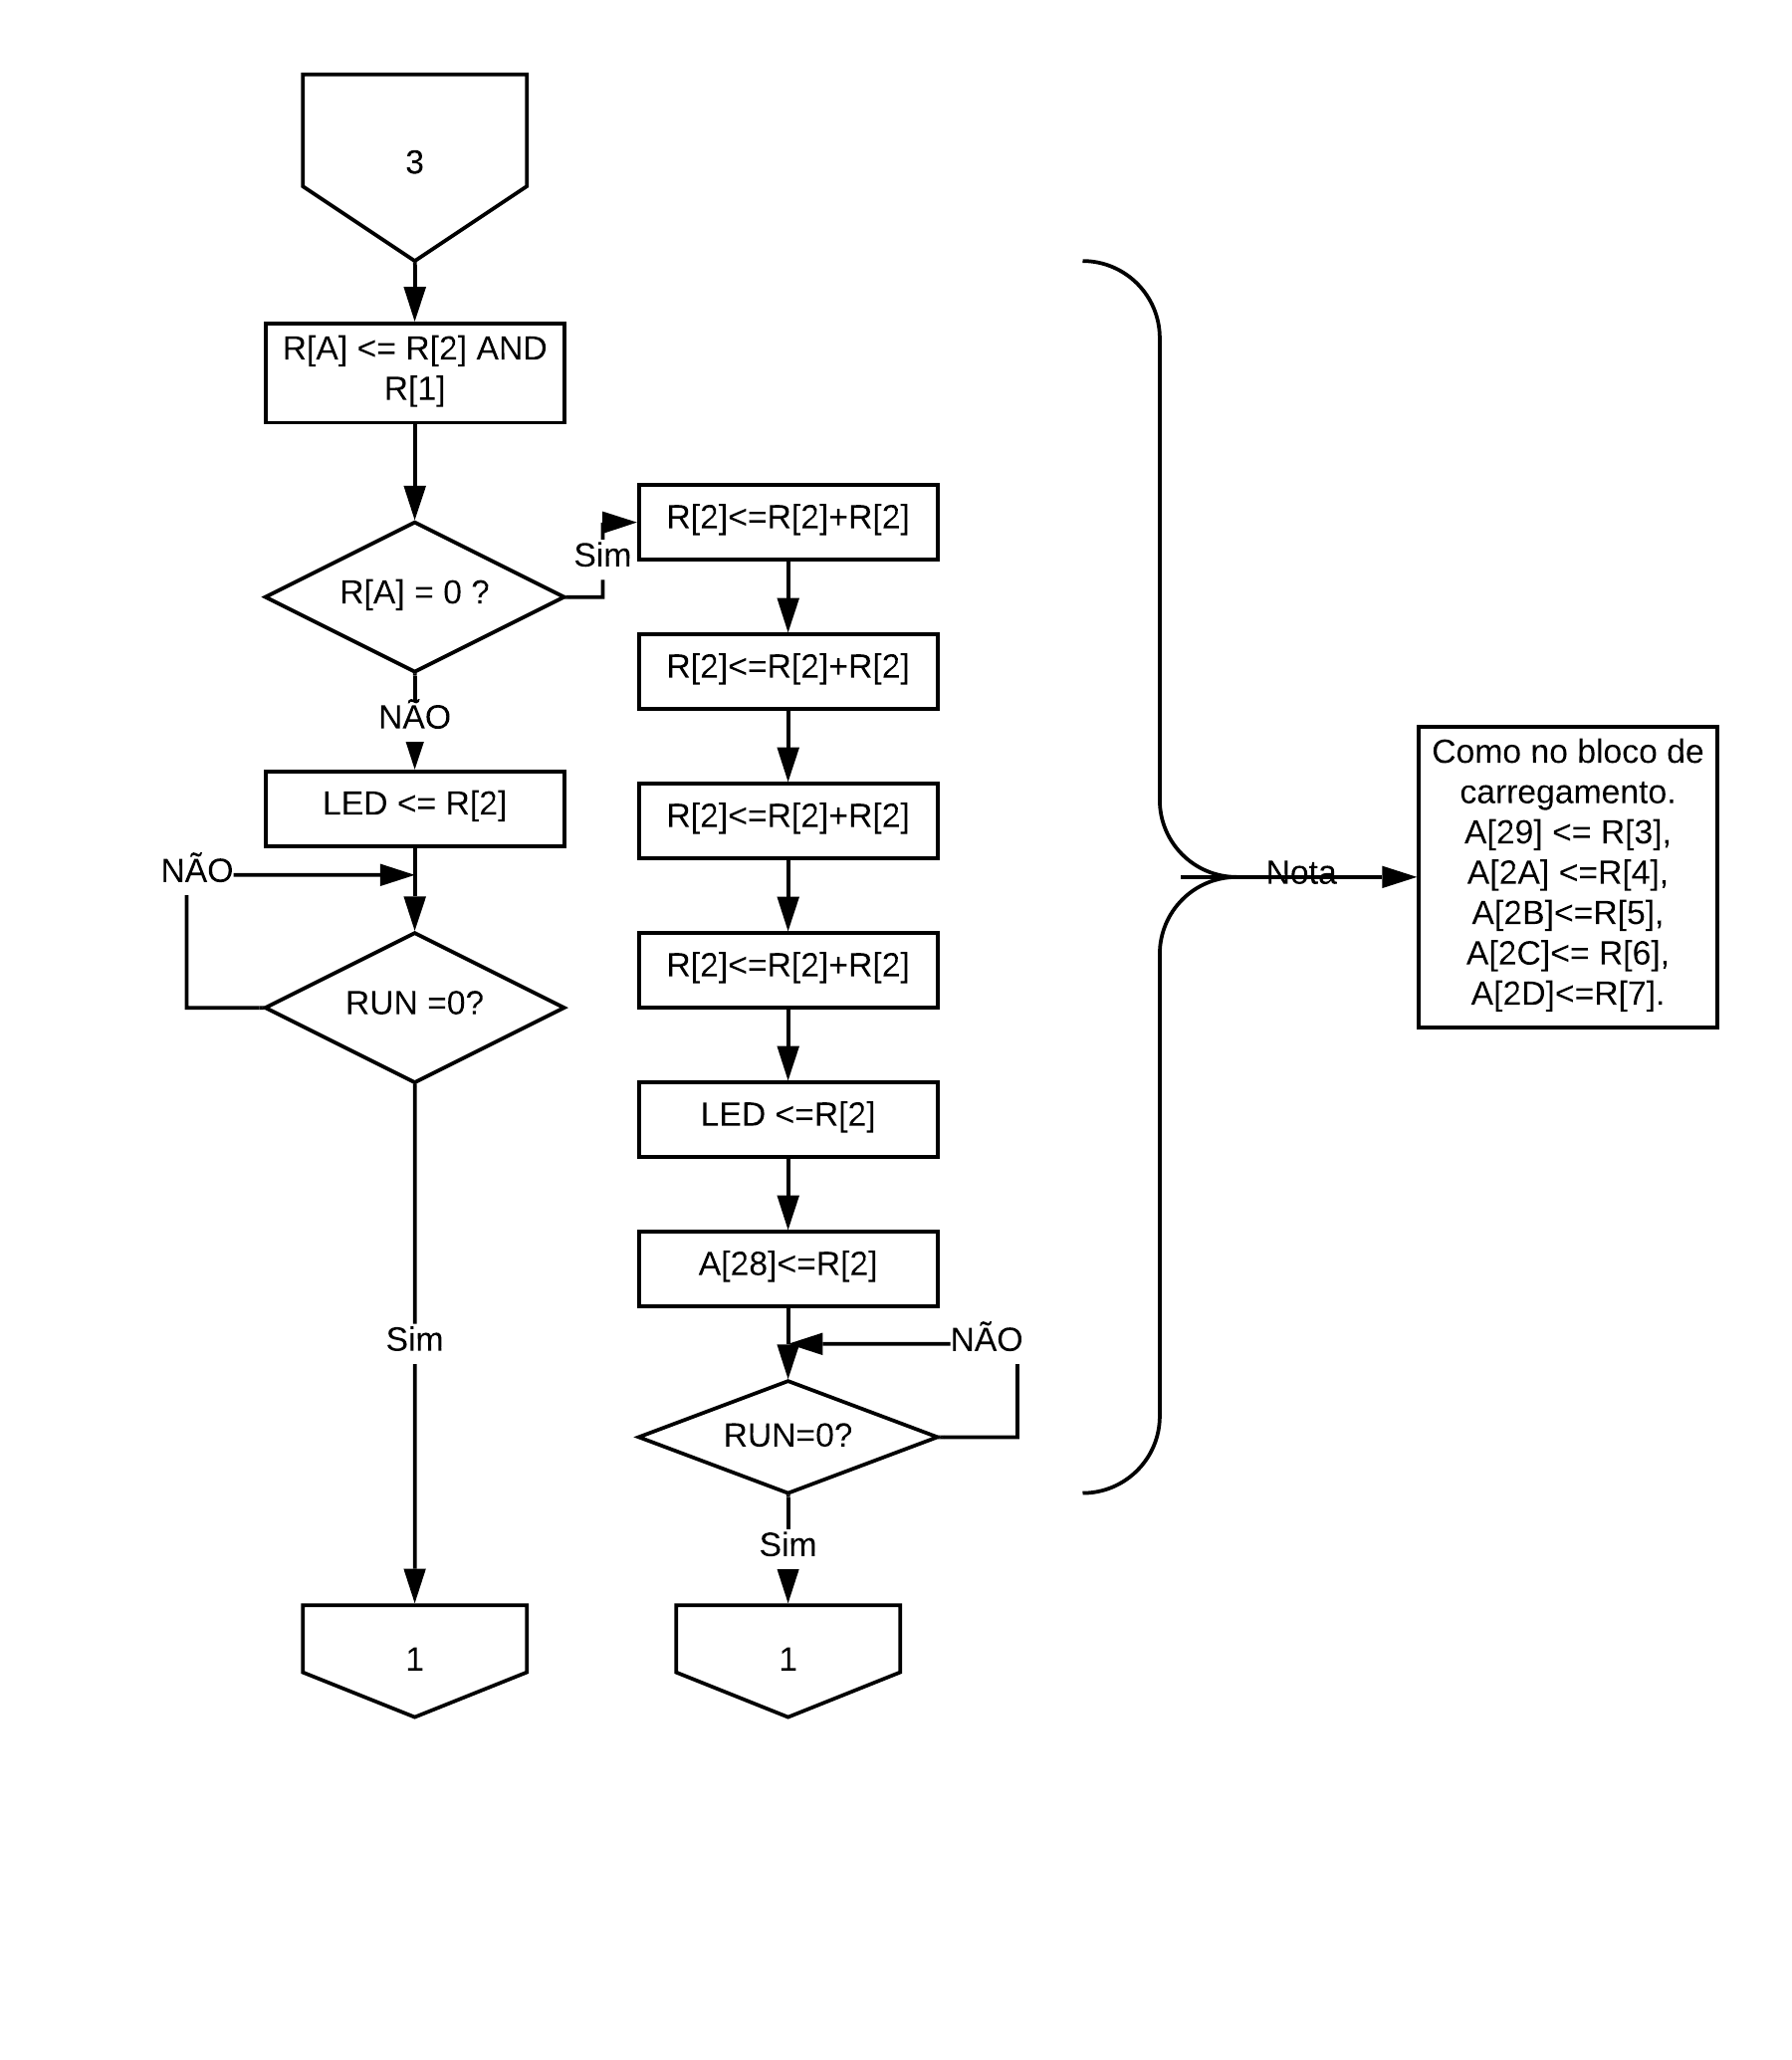 3
R[A] <= R[2] AND
R[1]
R[A] = 0 ?
Sim
NÃO
LED <= R[2]
NÃO
RUN =0?
Sim
1
R[2]<=R[2]+R[2]
R[2]<=R[2]+R[2]
R[2]<=R[2]+R[2]
R[2]<=R[2]+R[2]
LED <=R[2]
A[28]<=R[2]
NÃO
RUN=0?
Sim
1
Nota
Como no bloco de
carregamento.
A[29] <= R[3],
A[2A] <=R[4],
A[2B]<=R[5],
A[2C]<= R[6],
A[2D]<=R[7].